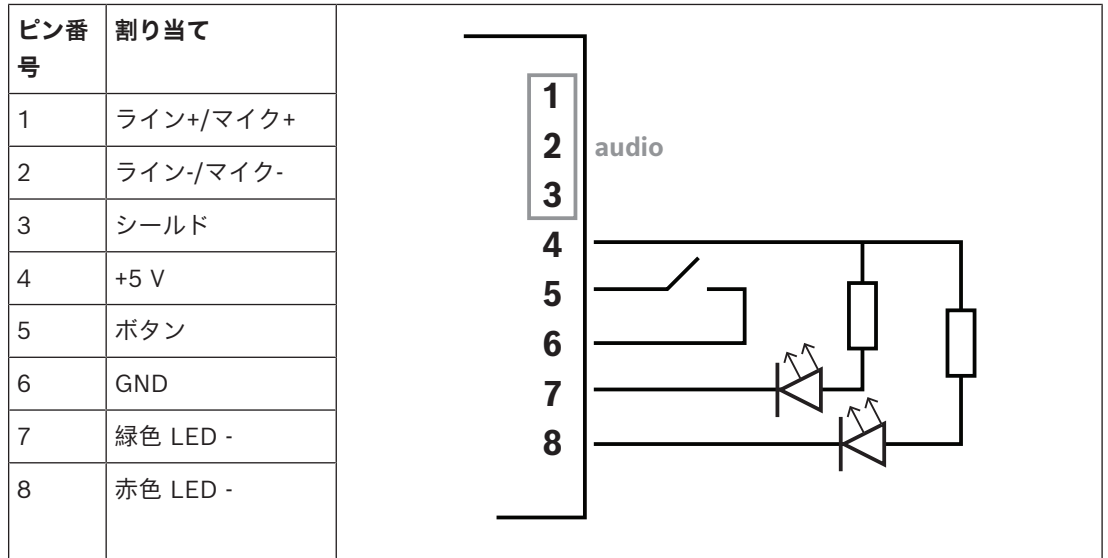 ピン番号 割り当て
1 ライン+/マイク+
2 ライン-/マイク-
3 シールド
4 +5 V
5 ボタン
6 GND
7 緑色 LED -
8 赤色 LED -
1
2 audio
3
4
5
6
7
8